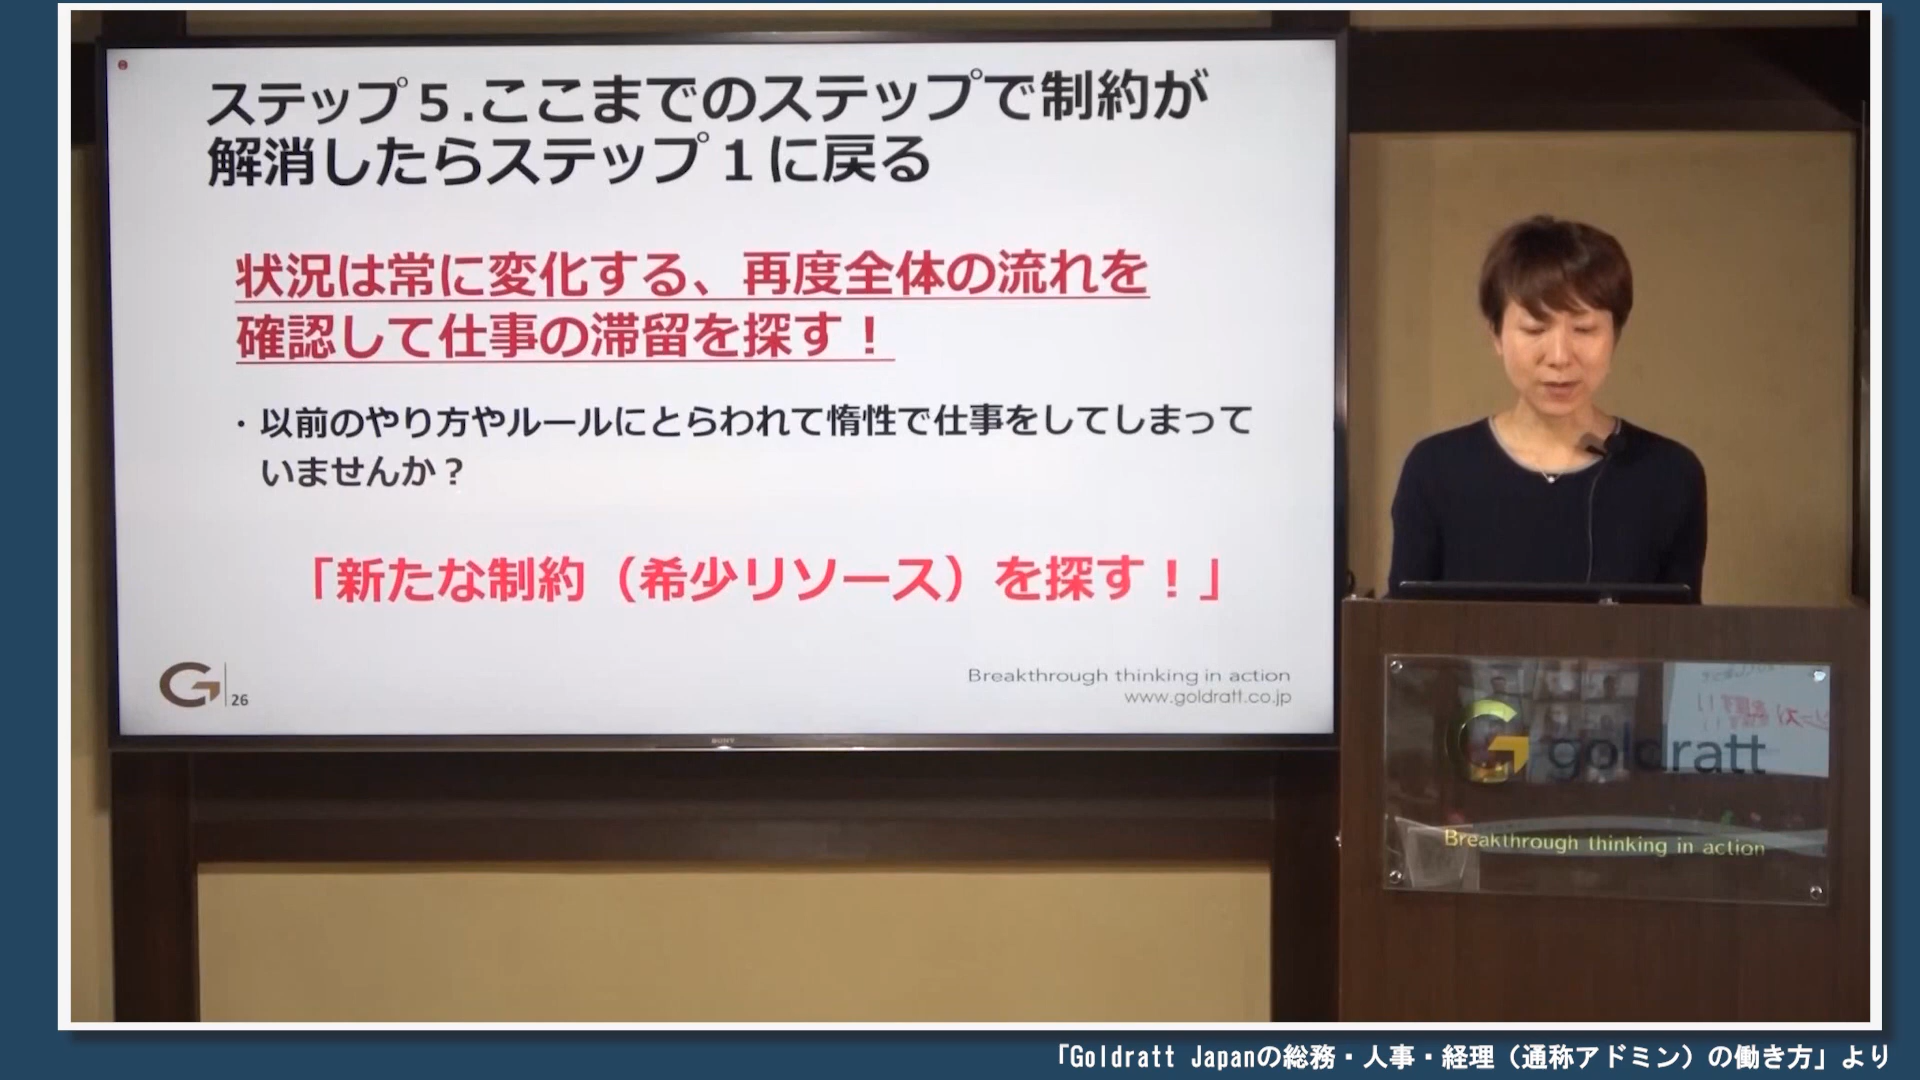 ステップ５.ここまでのステップで制約が
解消したらステップ１に戻る
状況は常に変化する、再度全体の流れを
確認して仕事の滞留を探す！
・以前のやり方やルールにとらわれて惰性で仕事をしてしまって
いませんか？
「新たな制約（希少リソース）を探す！」
G 26
Breakthrough thinking in action
www.goldratt.co.jp
SONY
G goldratt
Breakthrough thinking in action
「Goldratt Japanの総務・人事・経理（通称アドミン）の働き方」より